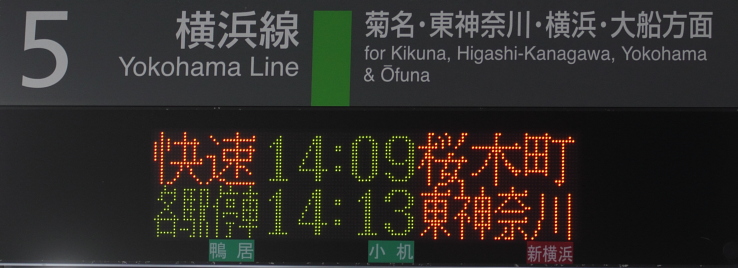 5
横浜線
Yokohama Line
菊名・東神奈川・横浜・大船方面
for Kikuna, Higashi-Kanagawa, Yokohama
& Ōfuna
快速 14:09 桜木町
各駅停車 14:13 東神奈川
鴨居 小机 新横浜